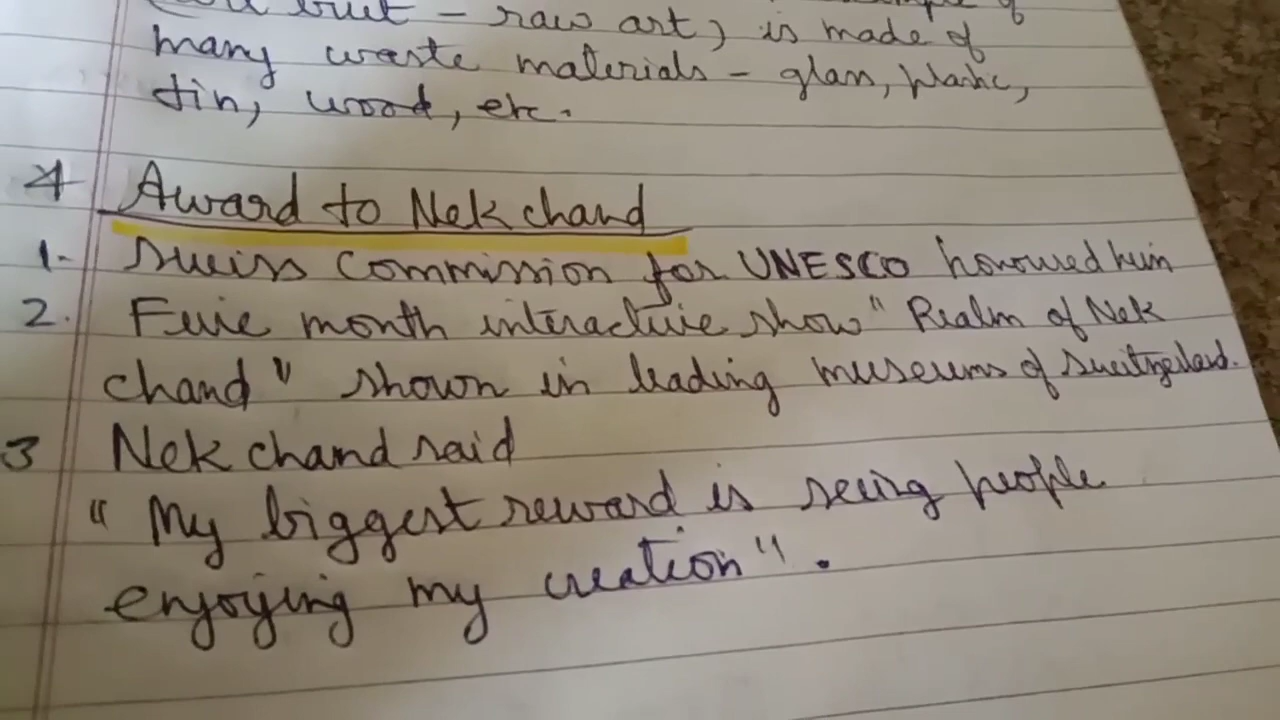 brut - raw art) is made of
many waste materials - glass, plastic,
tin, wood, etc.
4 Award to Nek chand
1. Swiss Commission for UNESCO honoured him
2. Five month interactive show "Realm of Nek
chand" shown in leading museums of Switzerland.
3 Nek chand said
"My biggest reward is seeing people
enjoying my creation".